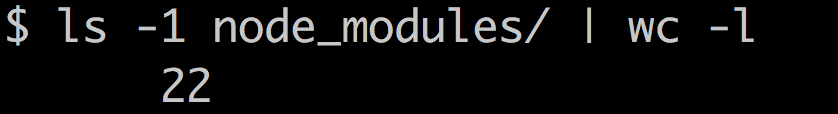 $ ls -1 node_modules/ | wc -l
22